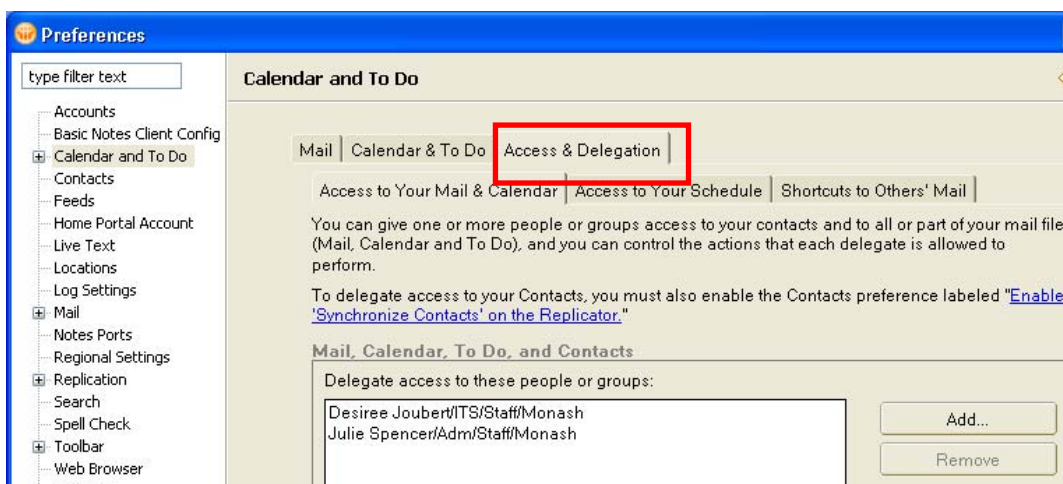 Preferences
type filter text
Accounts
Basic Notes Client Config
Calendar and To Do
Contacts
Feeds
Home Portal Account
Live Text
Locations
Log Settings
Mail
Notes Ports
Regional Settings
Replication
Search
Spell Check
Toolbar
Web Browser
Calendar and To Do
Mail Calendar & To Do Access & Delegation
Access to Your Mail & Calendar Access to Your Schedule Shortcuts to Others' Mail
You can give one or more people or groups access to your contacts and to all or part of your mail file
(Mail, Calendar and To Do), and you can control the actions that each delegate is allowed to
perform.
To delegate access to your Contacts, you must also enable the Contacts preference labeled "Enable
'Synchronize Contacts' on the Replicator."
Mail, Calendar, To Do, and Contacts
Delegate access to these people or groups:
Desiree Joubert/ITS/Staff/Monash
Julie Spencer/Adm/Staff/Monash
Add...
Remove